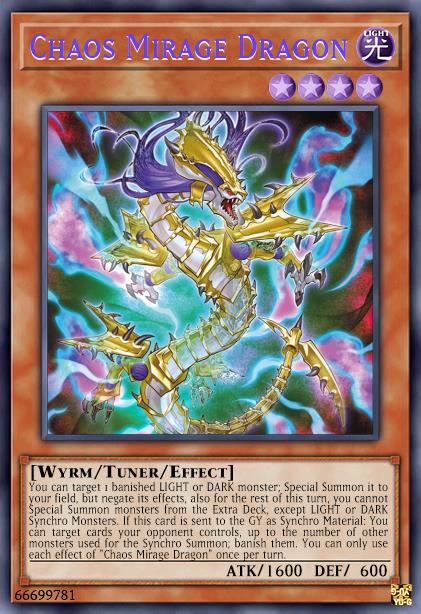 CHAOS MIRAGE DRAGON
LIGHT
光
[WYRM/TUNER/EFFECT]
You can target 1 banished LIGHT or DARK monster; Special Summon it to
your field, but negate its effects, also for the rest of this turn, you cannot
Special Summon monsters from the Extra Deck, except LIGHT or DARK
Synchro Monsters. If this card is sent to the GY as Synchro Material: You
can target cards your opponent controls, up to the number of other
monsters used for the Synchro Summon; banish them. You can only use
each effect of "Chaos Mirage Dragon" once per turn.
ATK/1600 DEF/ 600
66699781